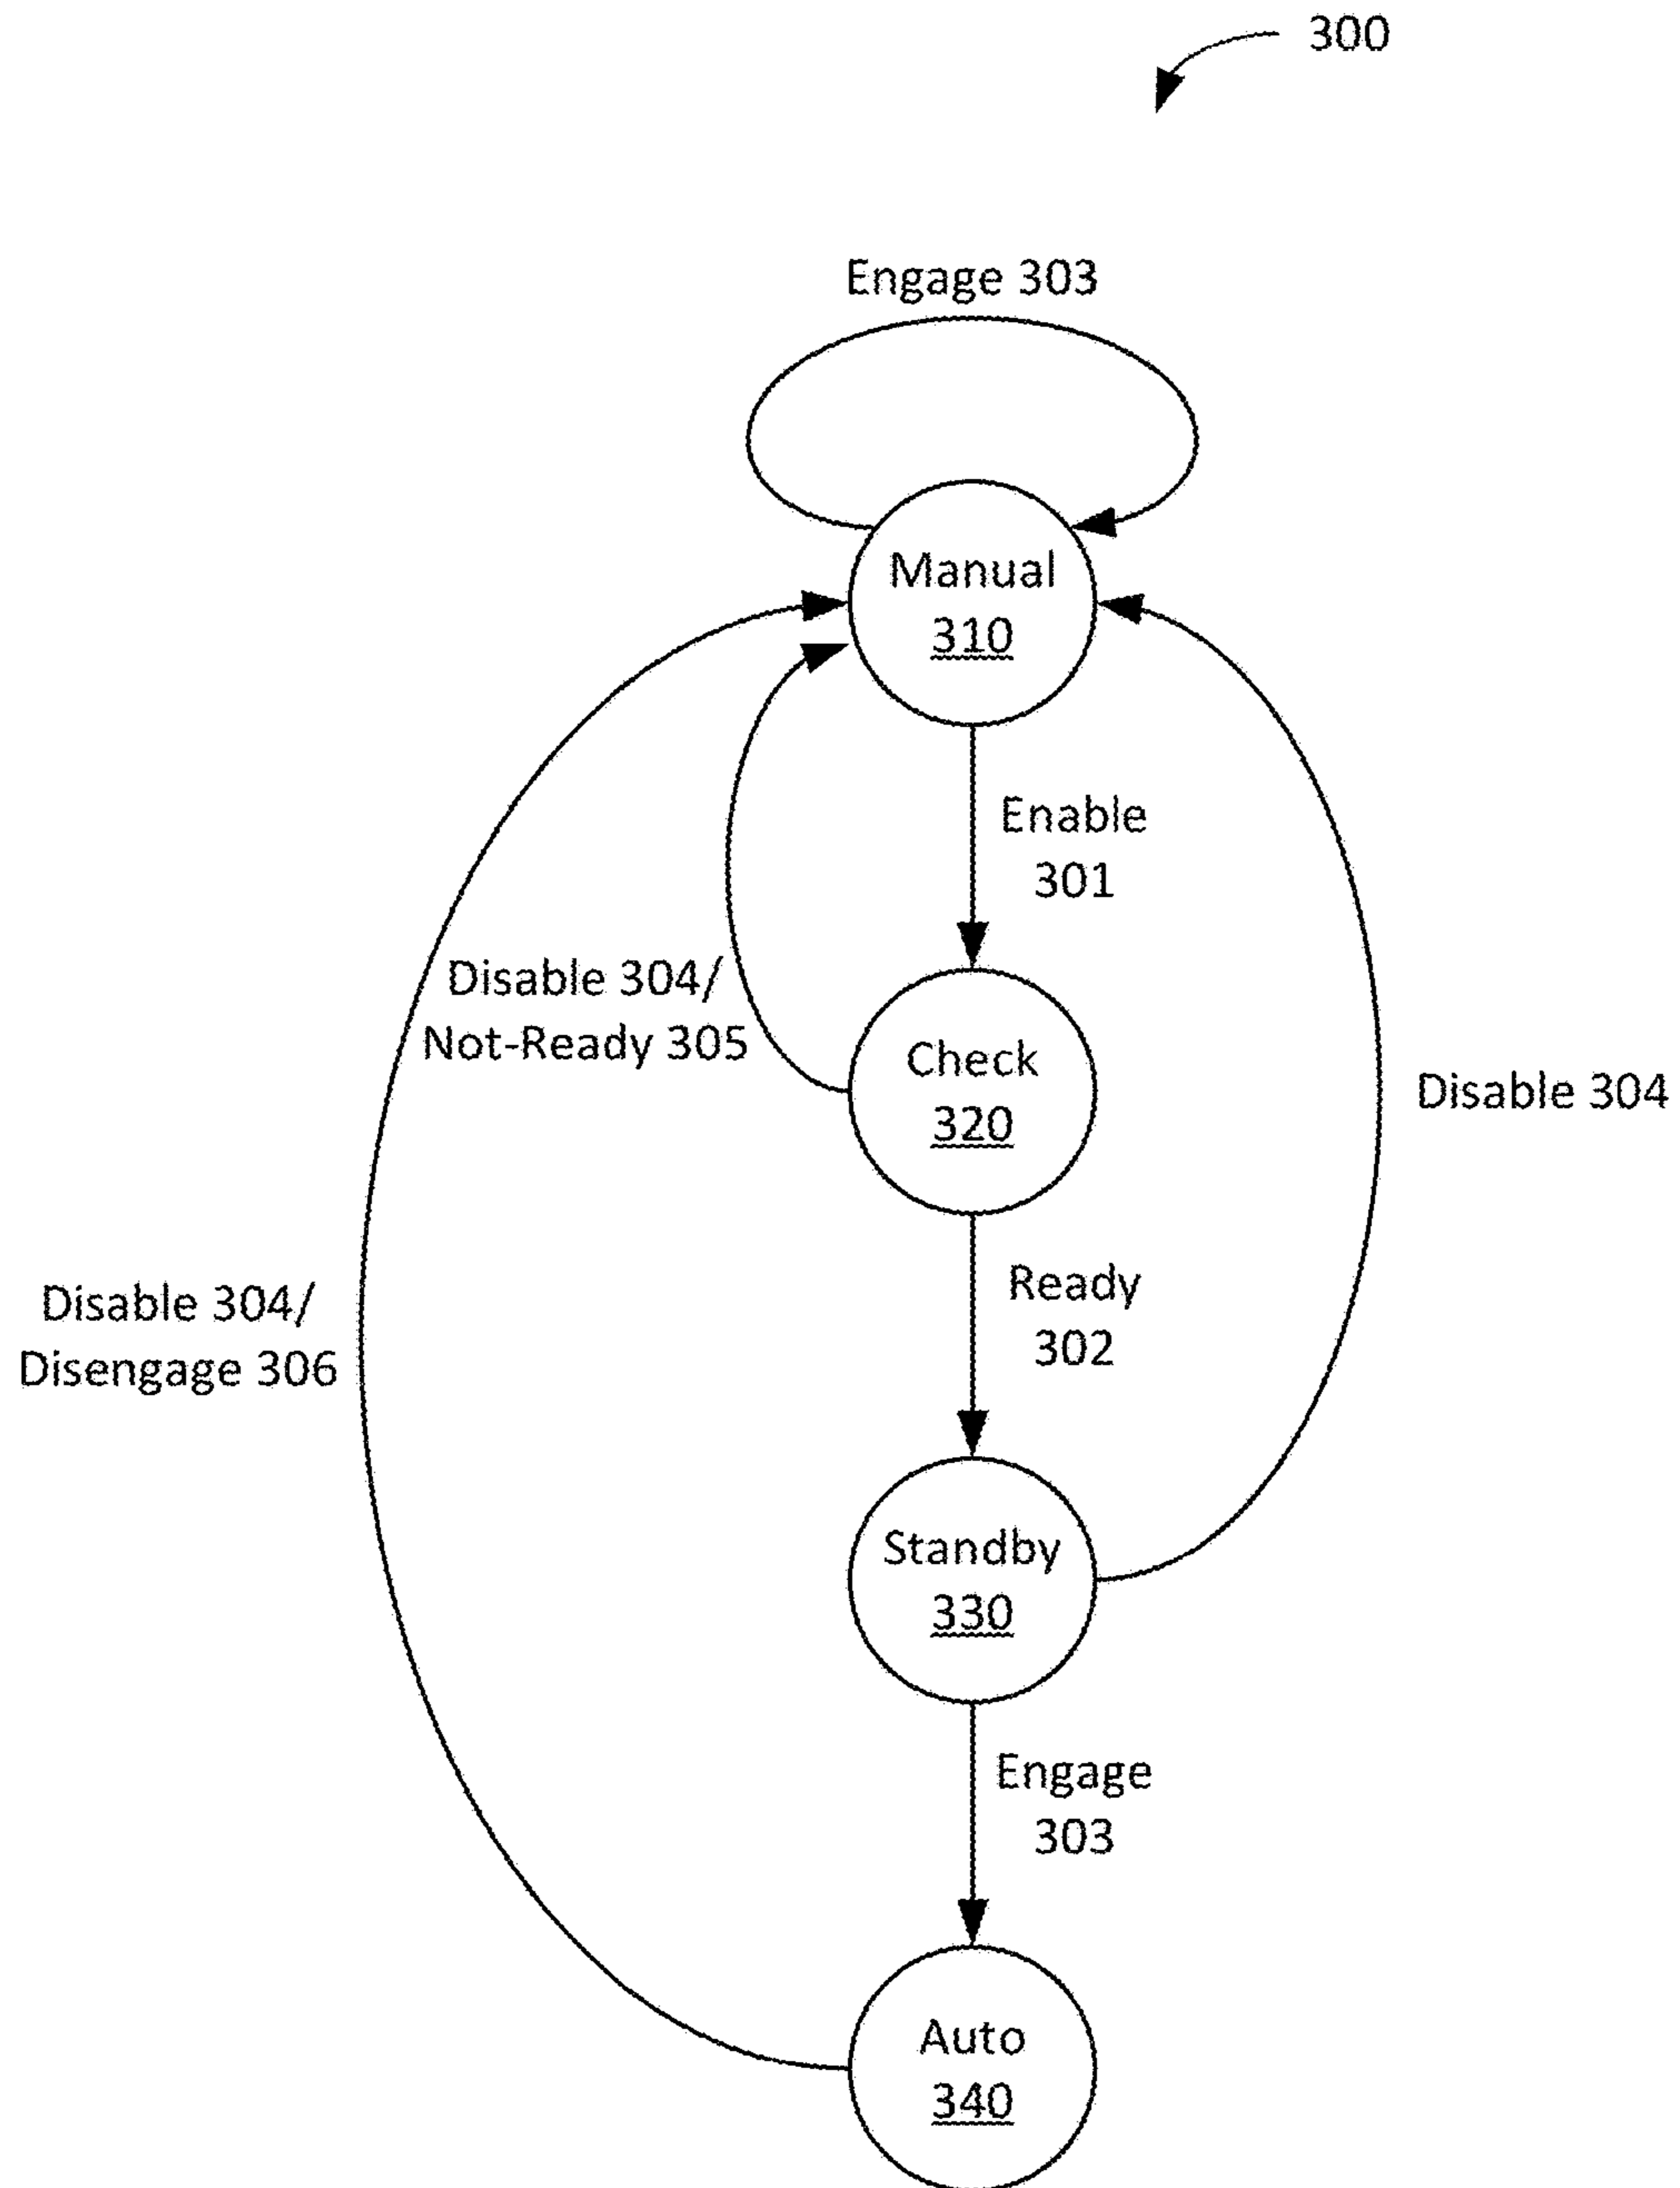 300
Engage 303
Manual
310
Enable
301
Disable 304/
Not-Ready 305
Check
320
Disable 304
Ready
302
Disable 304/
Disengage 306
Standby
330
Engage
303
Auto
340